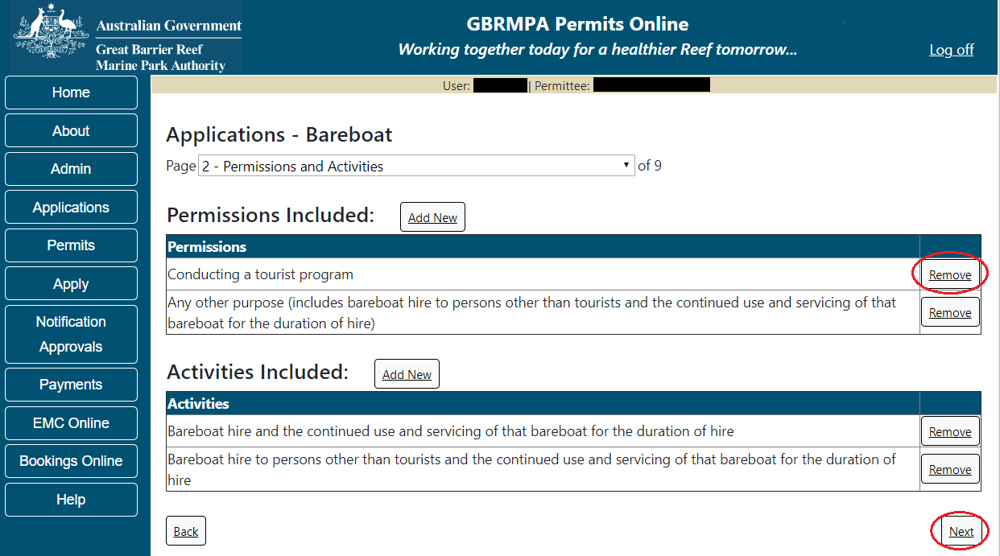 Australian Government
Great Barrier Reef
Marine Park Authority
GBRMPA Permits Online
Working together today for a healthier Reef tomorrow...
Log off
User: | Permittee:
Home
About
Admin
Applications
Permits
Apply
Notification
Approvals
Payments
EMC Online
Bookings Online
Help
Applications - Bareboat
Page 2 - Permissions and Activities of 9
Permissions Included: Add New
Permissions
Conducting a tourist program Remove
Any other purpose (includes bareboat hire to persons other than tourists and the continued use and servicing of that
bareboat for the duration of hire) Remove
Activities Included: Add New
Activities
Bareboat hire and the continued use and servicing of that bareboat for the duration of hire Remove
Bareboat hire to persons other than tourists and the continued use and servicing of that bareboat for the duration of
hire Remove
Back Next